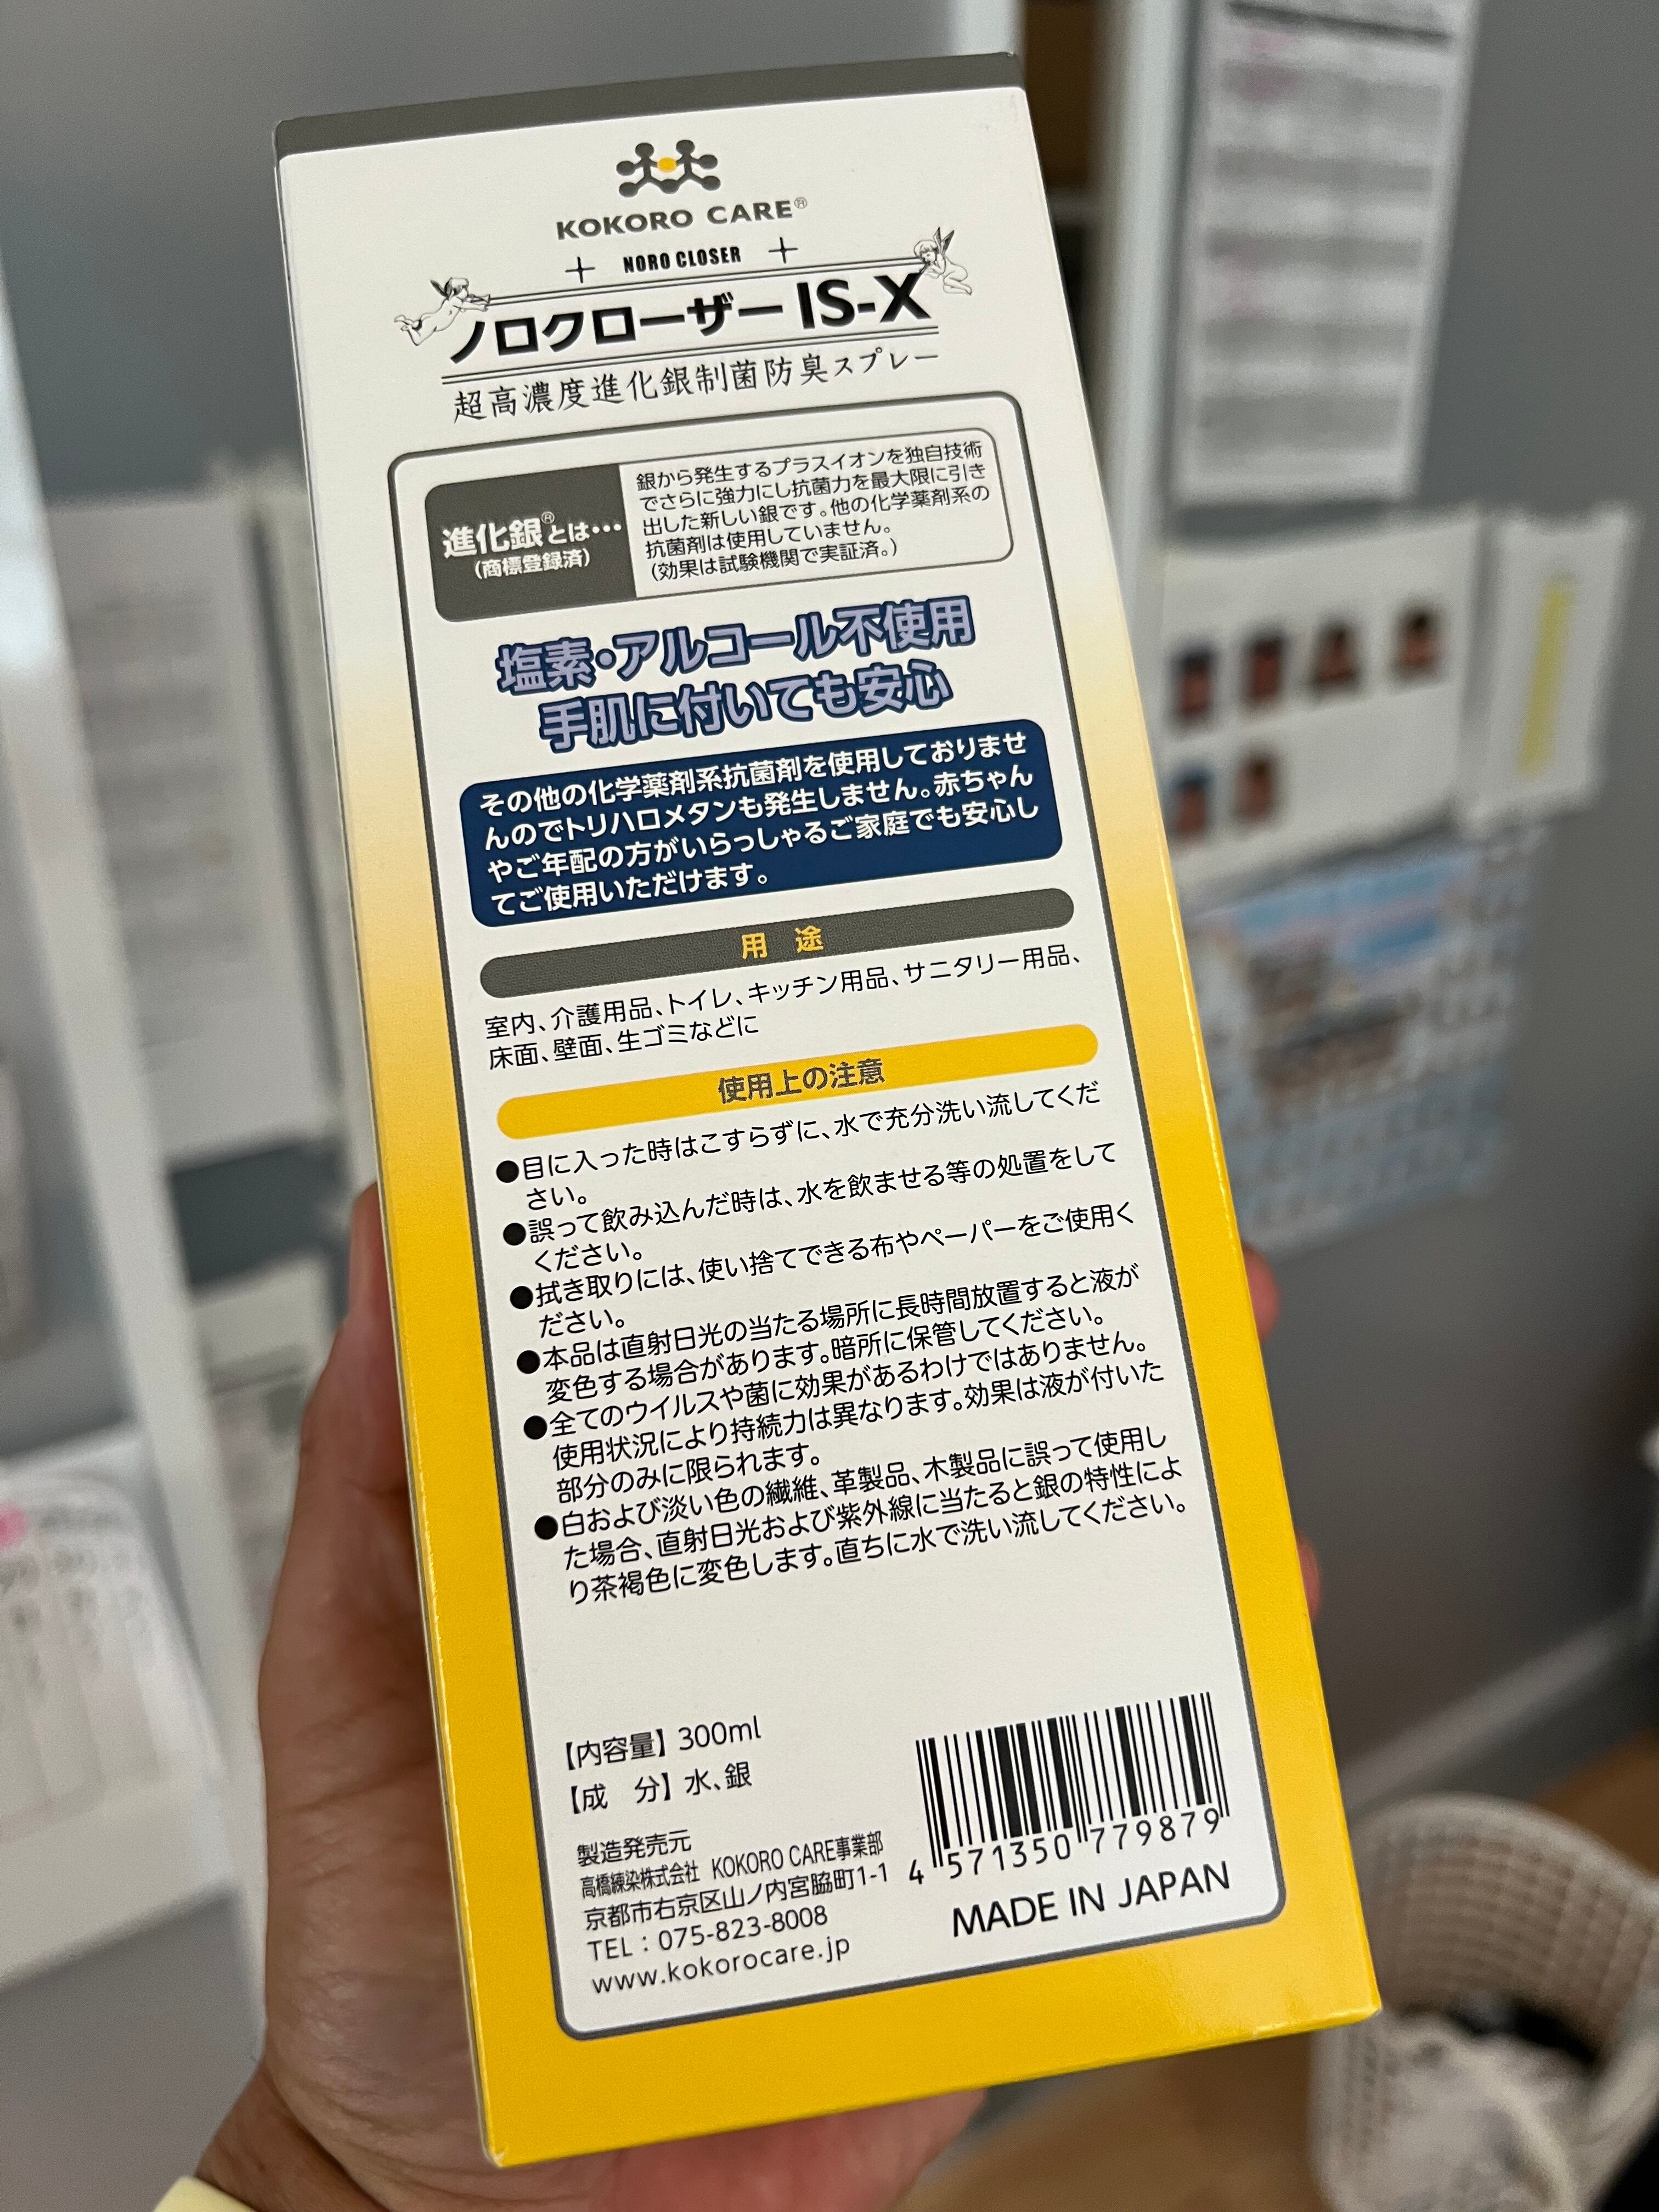 KOKORO CARE®
NORO CLOSER
ノロクローザー IS-X
超高濃度進化銀制菌防臭スプレー
進化銀®とは…
(商標登録済)
銀から発生するプラスイオンを独自技術
でさらに強力にし抗菌力を最大限に引き
出した新しい銀です。他の化学薬剤系の
抗菌剤は使用していません。
(効果は試験機関で実証済。)
塩素・アルコール不使用
手肌に付いても安心
その他の化学薬剤系抗菌剤を使用しておりませ
んのでトリハロメタンも発生しません。赤ちゃん
やご年配の方がいらっしゃるご家庭でも安心し
てご使用いただけます。
用 途
室内、介護用品、トイレ、キッチン用品、サニタリー用品、
床面、壁面、生ゴミなどに
使用上の注意
●目に入った時はこすらずに、水で充分洗い流してくだ
さい。
●誤って飲み込んだ時は、水を飲ませる等の処置をして
ください。
●拭き取りには、使い捨てできる布やペーパーをご使用く
ださい。
●本品は直射日光の当たる場所に長時間放置すると液が
変色する場合があります。暗所に保管してください。
●全てのウイルスや菌に効果があるわけではありません。
使用状況により持続力は異なります。効果は液が付いた
部分のみに限られます。
●白および淡い色の繊維、革製品、木製品に誤って使用し
た場合、直射日光および紫外線に当たると銀の特性によ
り茶褐色に変色します。直ちに水で洗い流してください。
【内容量】300ml
【成 分】水、銀
製造発売元
高橋練染株式会社 KOKORO CARE事業部
京都市右京区山ノ内宮脇町1-1
TEL：075-823-8008
www.kokorocare.jp
4 571350 779879
MADE IN JAPAN